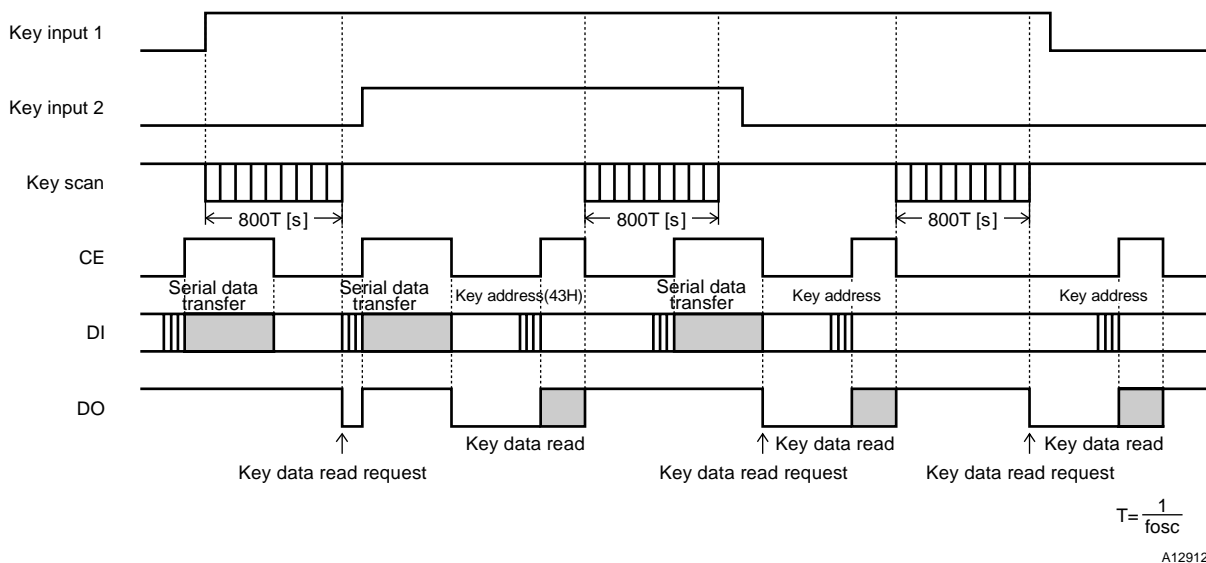 Key input 1
Key input 2
Key scan
800T [s]
800T [s]
800T [s]
CE
Serial data
transfer
Serial data
transfer
Key address(43H)
Serial data
transfer
Key address
Key address
DI
DO
Key data read
Key data read
Key data read
Key data read request
Key data read request
Key data read request
T= 1
fosc
A12912